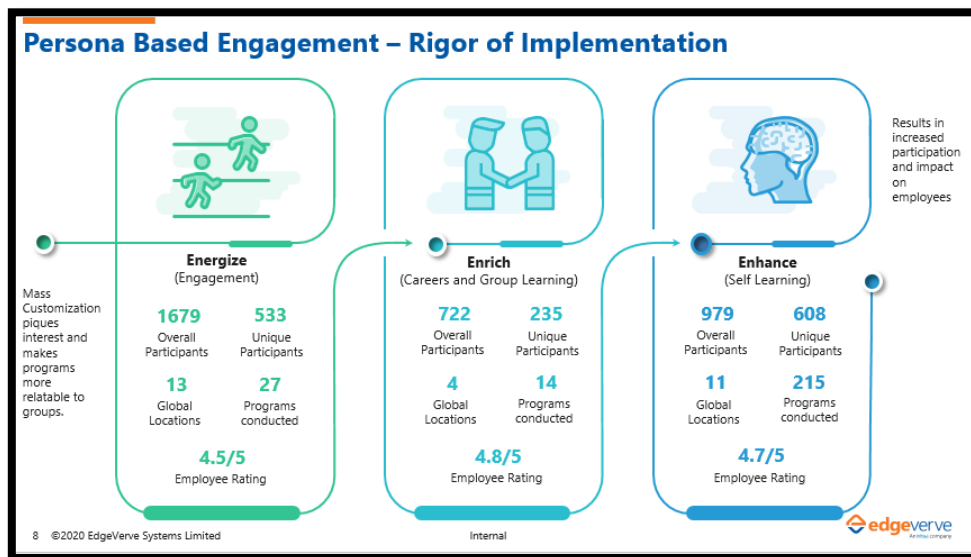 Persona Based Engagement – Rigor of Implementation
Mass
Customization
piques
interest and
makes
programs
more
relatable to
groups.
Energize
(Engagement)
1679
Overall
Participants
533
Unique
Participants
13
Global
Locations
27
Programs
conducted
4.5/5
Employee Rating
Enrich
(Careers and Group Learning)
722
Overall
Participants
235
Unique
Participants
4
Global
Locations
14
Programs
conducted
4.8/5
Employee Rating
Enhance
(Self Learning)
979
Overall
Participants
608
Unique
Participants
11
Global
Locations
215
Programs
conducted
4.7/5
Employee Rating
Results in
increased
participation
and impact
on
employees
8 ©2020 EdgeVerve Systems Limited
Internal
edgeverve
An Infosys company